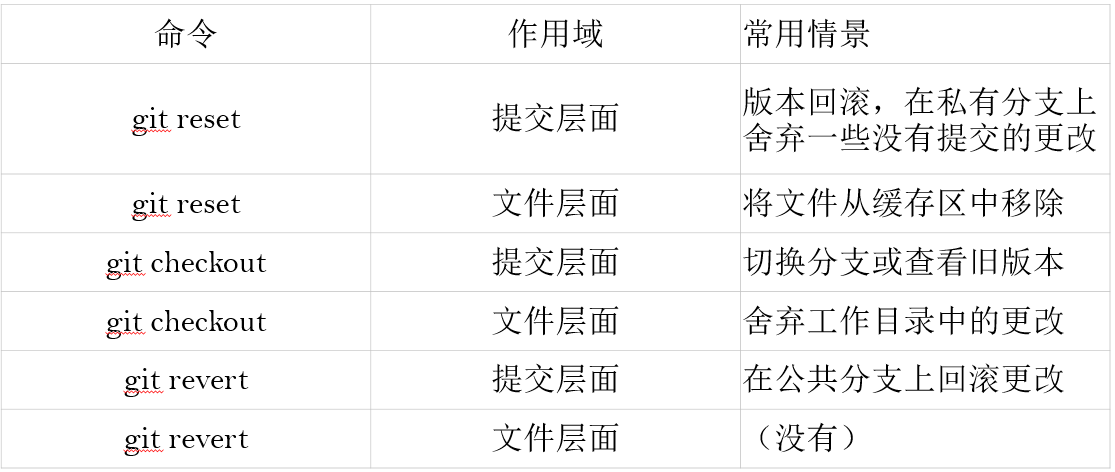 命令 作用域 常用情景
git reset 提交层面 版本回滚，在私有分支上
舍弃一些没有提交的更改
git reset 文件层面 将文件从缓存区中移除
git checkout 提交层面 切换分支或查看旧版本
git checkout 文件层面 舍弃工作目录中的更改
git revert 提交层面 在公共分支上回滚更改
git revert 文件层面 （没有）